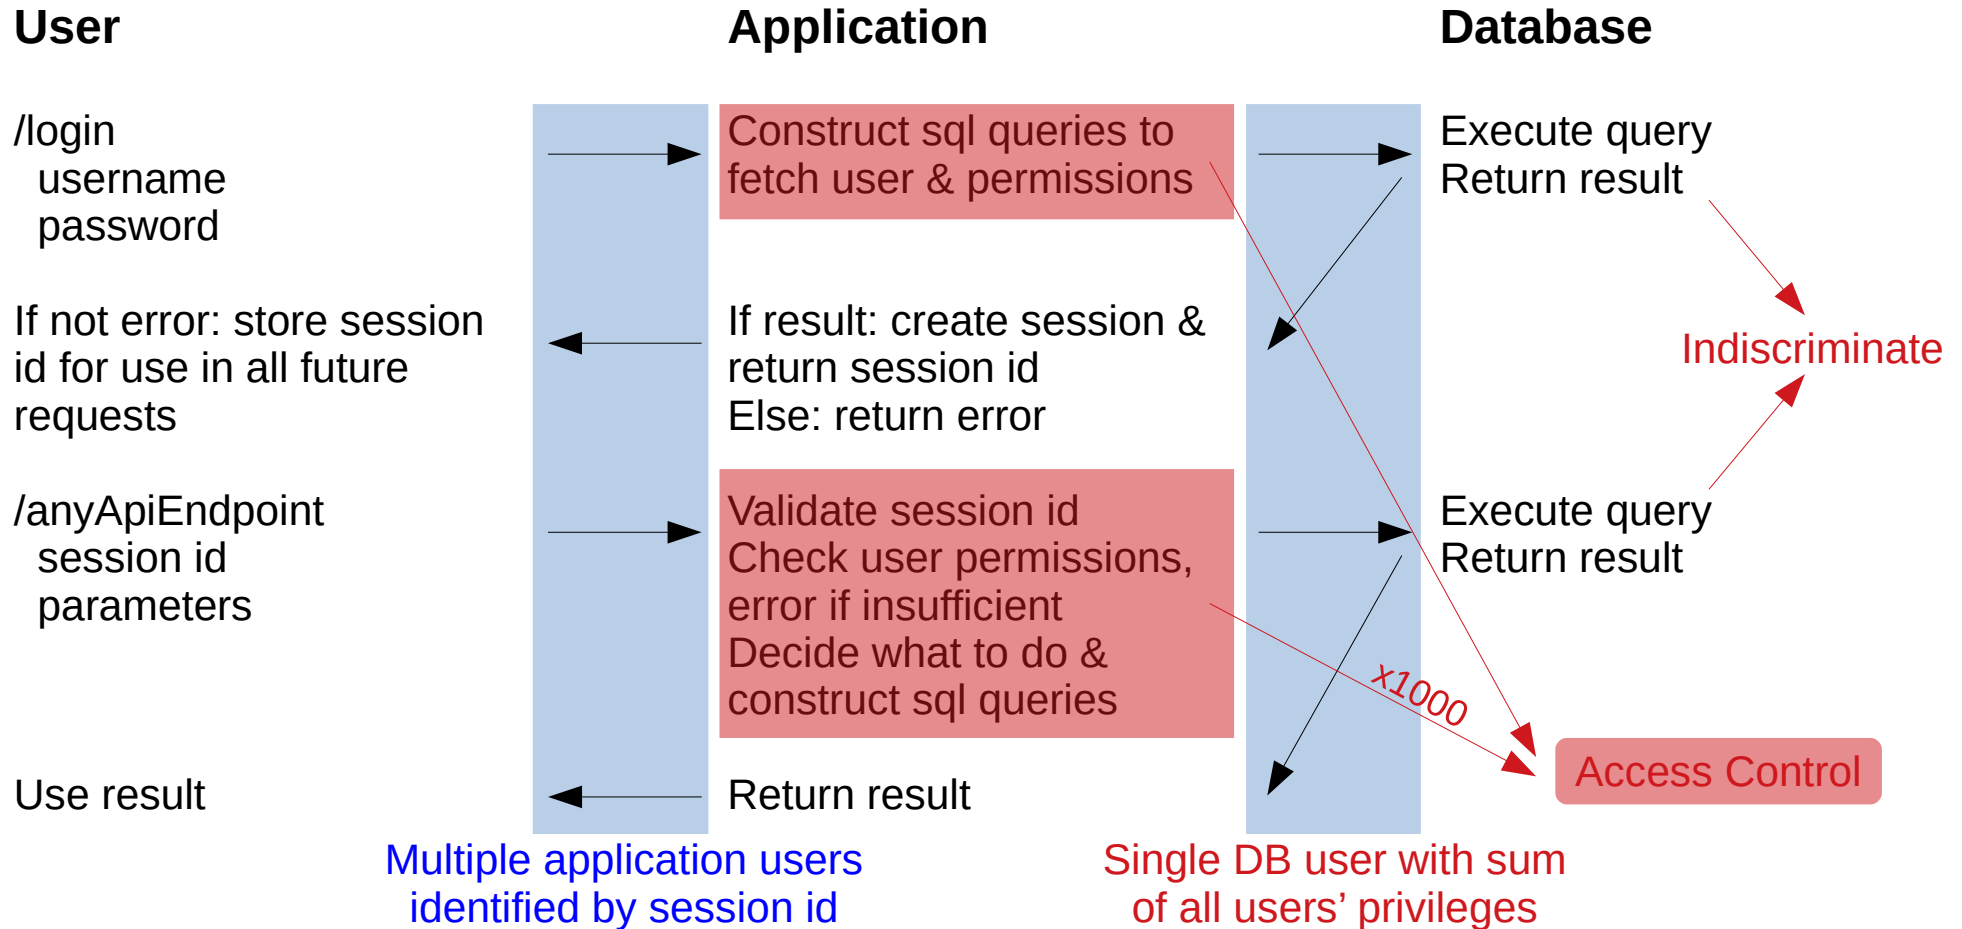 User
Application
Database
/login
username
password
Construct sql queries to
fetch user & permissions
Execute query
Return result
If not error: store session
id for use in all future
requests
If result: create session &
return session id
Else: return error
Indiscriminate
/anyApiEndpoint
session id
parameters
Validate session id
Check user permissions,
error if insufficient
Decide what to do &
construct sql queries
Execute query
Return result
x1000
Access Control
Use result
Return result
Multiple application users
identified by session id
Single DB user with sum
of all users’ privileges